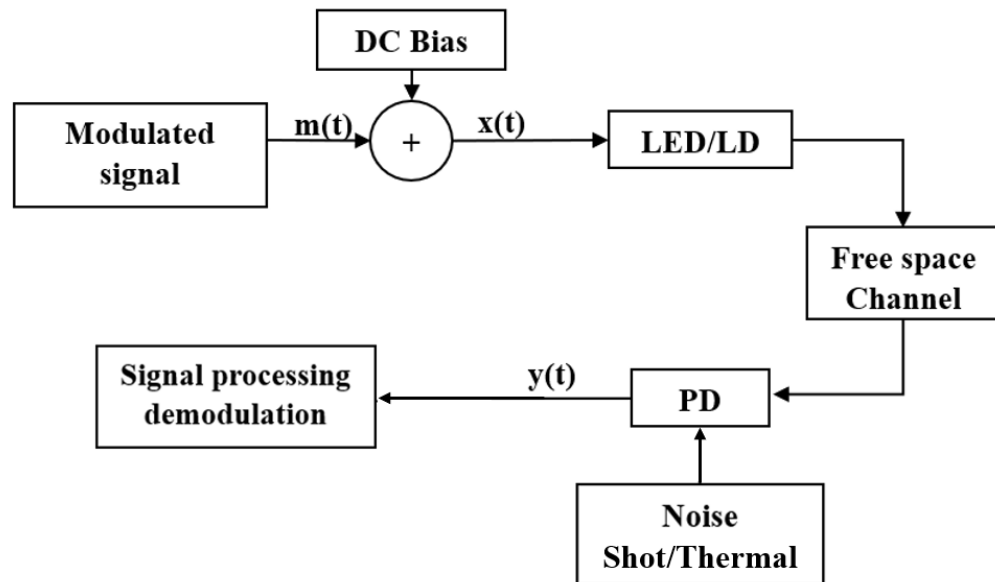 DC Bias
Modulated
signal
m(t)
+
x(t)
LED/LD
Free space
Channel
Signal processing
demodulation
y(t)
PD
Noise
Shot/Thermal